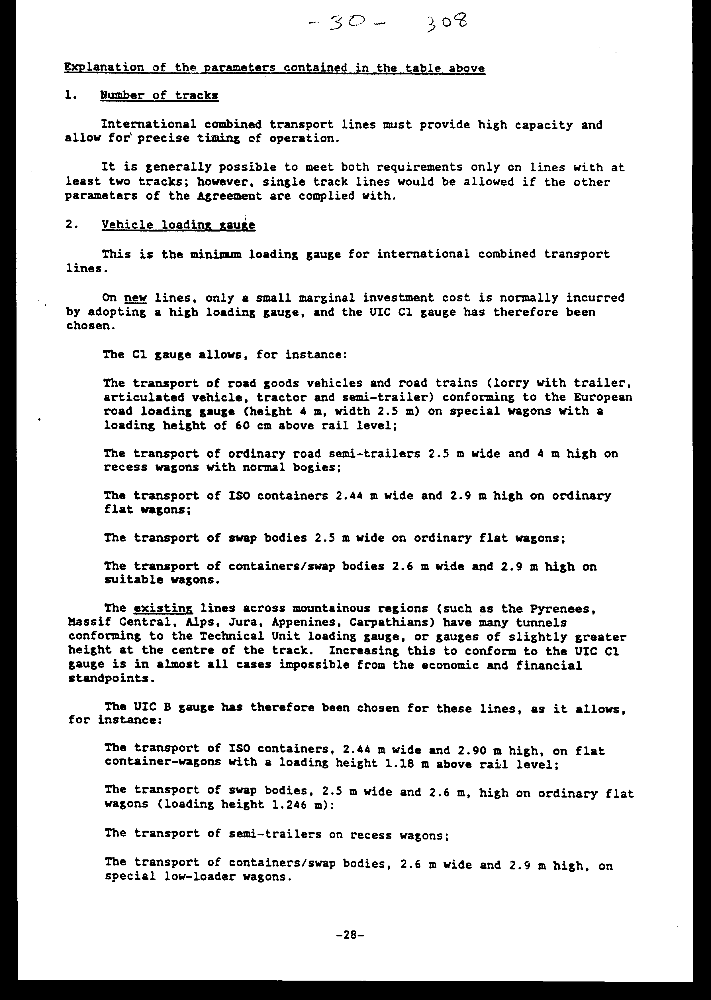 -30- 308
Explanation of the parameters contained in the table above
1. Number of tracks
International combined transport lines must provide high capacity and
allow for precise timing of operation.
It is generally possible to meet both requirements only on lines with at
least two tracks; however, single track lines would be allowed if the other
parameters of the Agreement are complied with.
2. Vehicle loading gauge
This is the minimum loading gauge for international combined transport
lines.
On new lines, only a small marginal investment cost is normally incurred
by adopting a high loading gauge, and the UIC C1 gauge has therefore been
chosen.
The C1 gauge allows, for instance:
The transport of road goods vehicles and road trains (lorry with trailer,
articulated vehicle, tractor and semi-trailer) conforming to the European
road loading gauge (height 4 m, width 2.5 m) on special wagons with a
loading height of 60 cm above rail level;
The transport of ordinary road semi-trailers 2.5 m wide and 4 m high on
recess wagons with normal bogies;
The transport of ISO containers 2.44 m wide and 2.9 m high on ordinary
flat wagons;
The transport of swap bodies 2.5 m wide on ordinary flat wagons;
The transport of containers/swap bodies 2.6 m wide and 2.9 m high on
suitable wagons.
The existing lines across mountainous regions (such as the Pyrenees,
Massif Central, Alps, Jura, Appenines, Carpathians) have many tunnels
conforming to the Technical Unit loading gauge, or gauges of slightly greater
height at the centre of the track. Increasing this to conform to the UIC C1
gauge is in almost all cases impossible from the economic and financial
standpoints.
The UIC B gauge has therefore been chosen for these lines, as it allows,
for instance:
The transport of ISO containers, 2.44 m wide and 2.90 m high, on flat
container-wagons with a loading height 1.18 m above rail level;
The transport of swap bodies, 2.5 m wide and 2.6 m, high on ordinary flat
wagons (loading height 1.246 m):
The transport of semi-trailers on recess wagons;
The transport of containers/swap bodies, 2.6 m wide and 2.9 m high, on
special low-loader wagons.
-28-